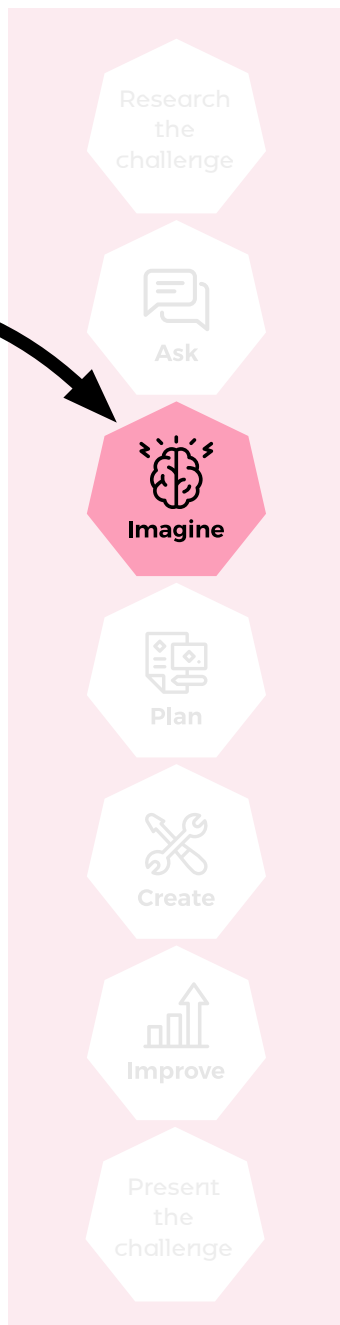 Research
the
challenge
Ask
Imagine
Plan
Create
Improve
Present
the
challenge